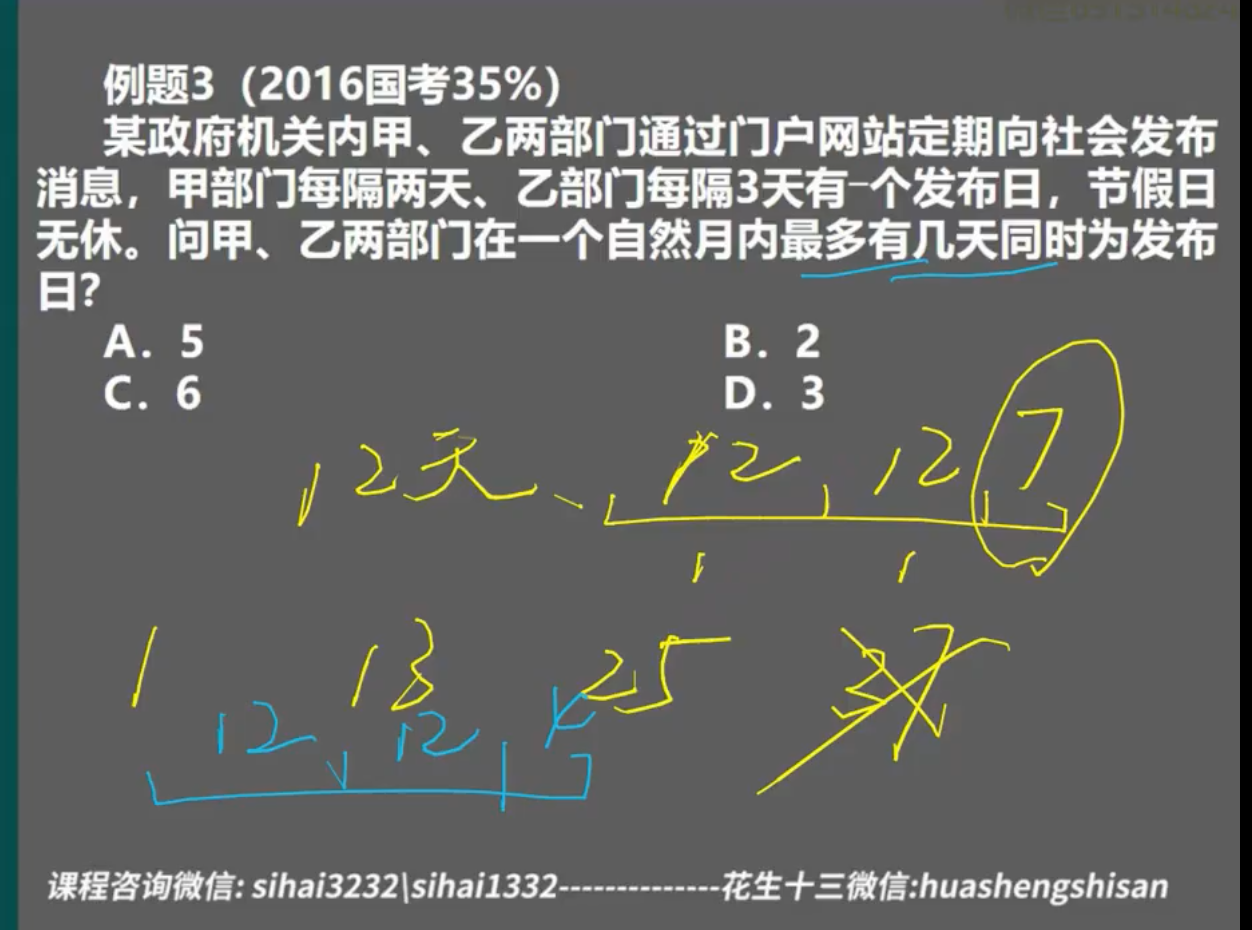 例题3（2016国考35%）
某政府机关内甲、乙两部门通过门户网站定期向社会发布
消息，甲部门每隔两天、乙部门每隔3天有一个发布日，节假日
无休。问甲、乙两部门在一个自然月内最多有几天同时为发布
日？
A．5 B．2
C．6 D．3
12天、 12 12 7
1 1
1 13 25 37
12 12
课程咨询微信: sihai3232\sihai1332--------------花生十三微信:huashengshisan